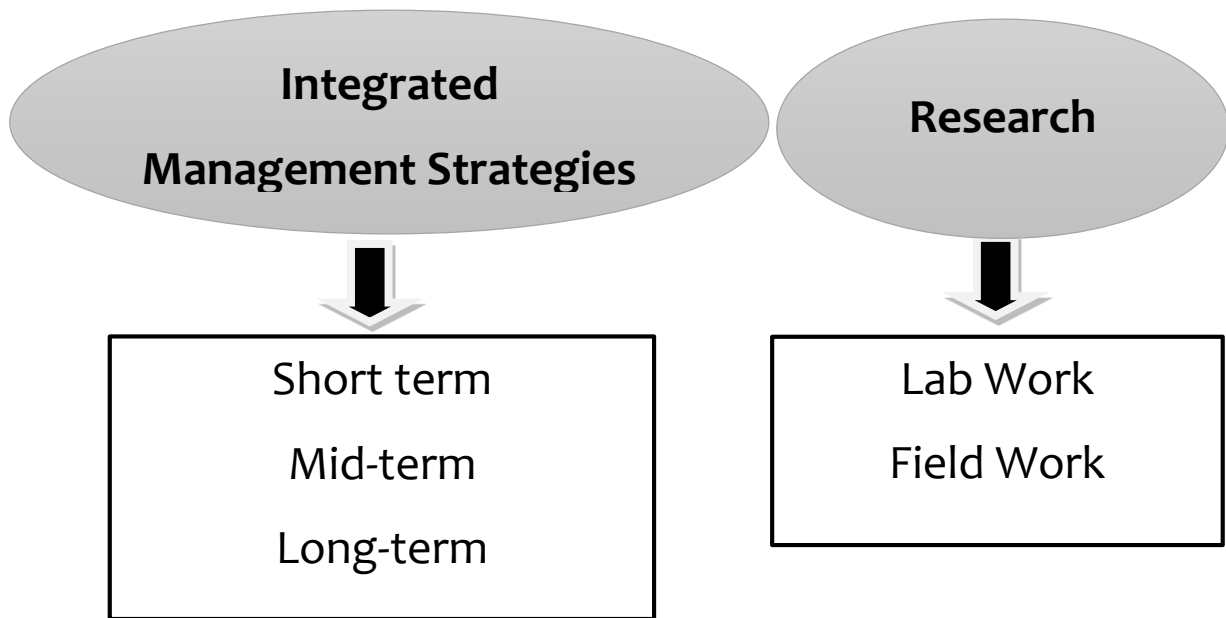 Integrated
Management Strategies
Research
Short term
Mid-term
Long-term
Lab Work
Field Work